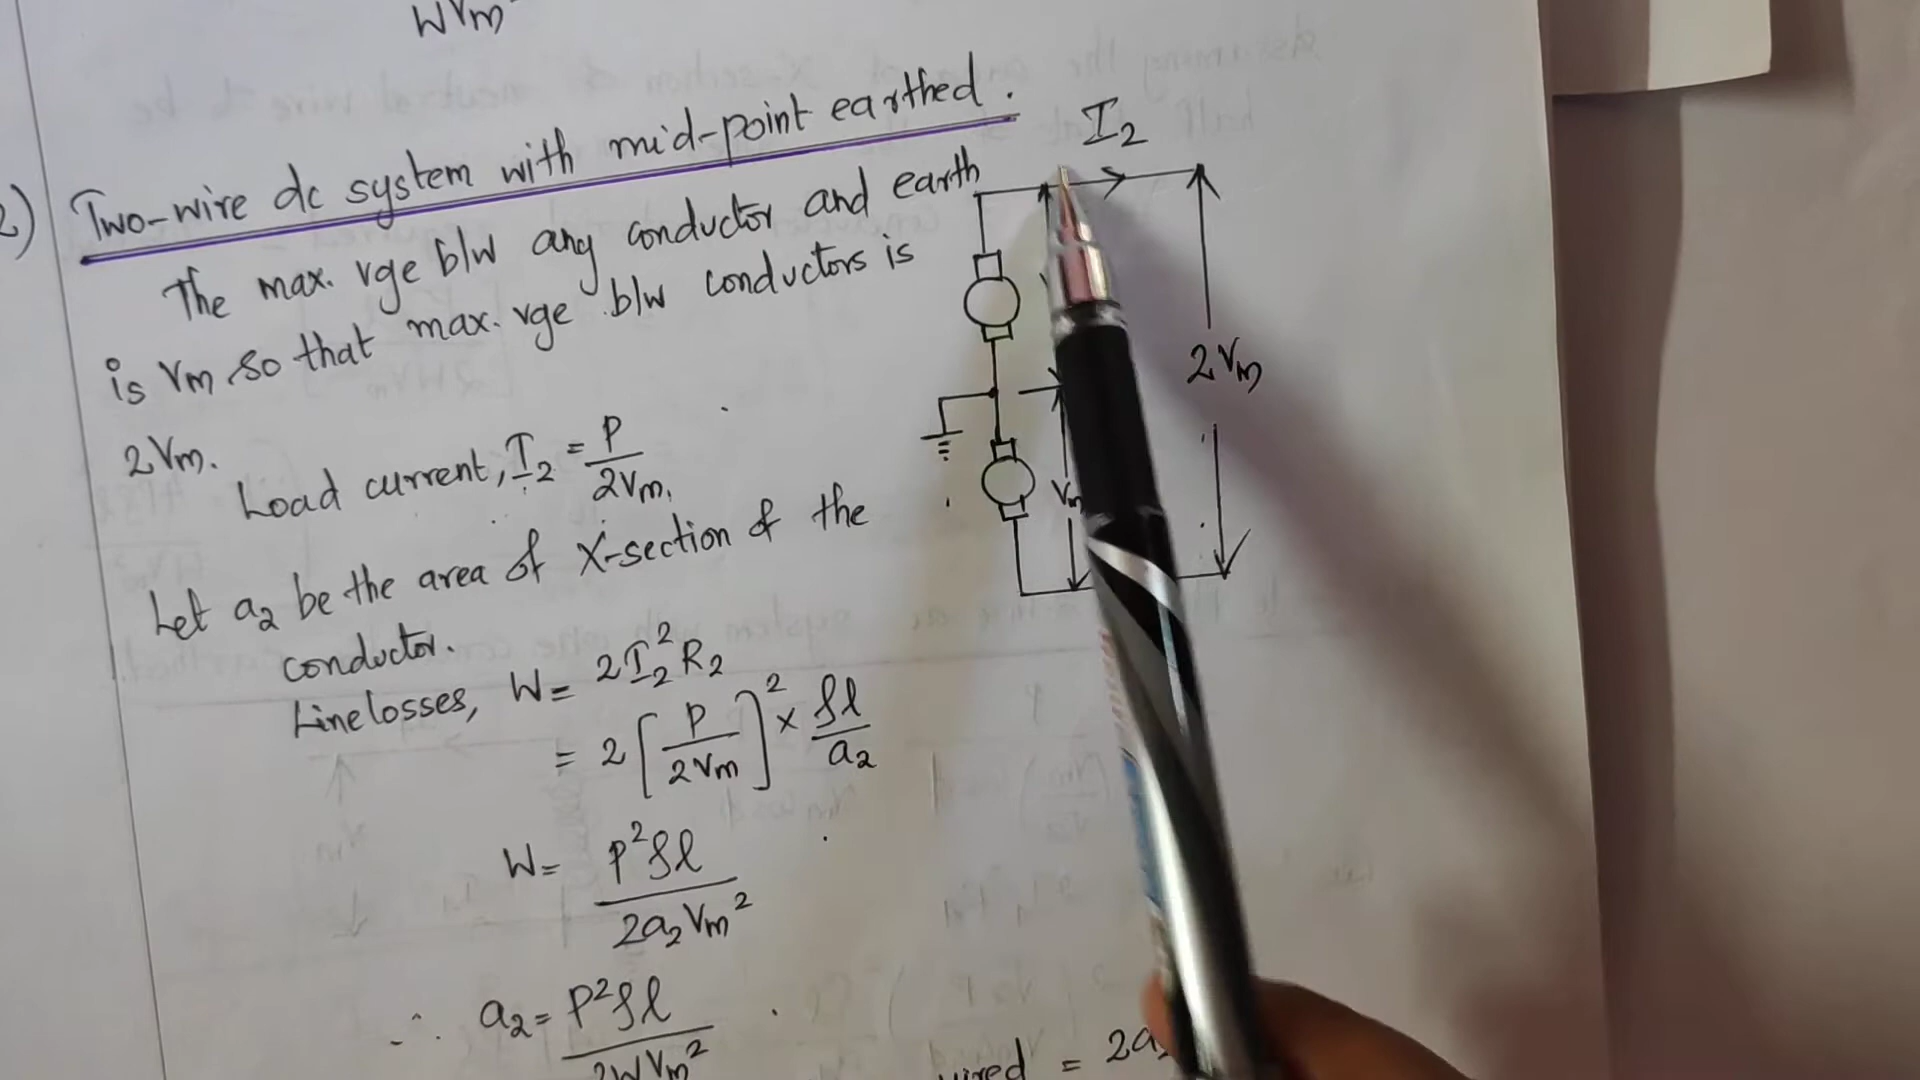 WVm²
2) Two-wire dc system with mid-point earthed.
The max. vge b/w any conductor and earth
is Vm so that max. vge b/w conductors is
2Vm.
Load current, I₂ = P/2Vm.
Let a₂ be the area of X-section of the
conductor.
Line losses, W = 2I₂²R₂
= 2[P/2Vm]² × ρl/a₂
W = P²ρl/2a₂Vm²
∴ a₂ = P²ρl/2WVm²
= 2a₂
I₂
2Vm
Vm